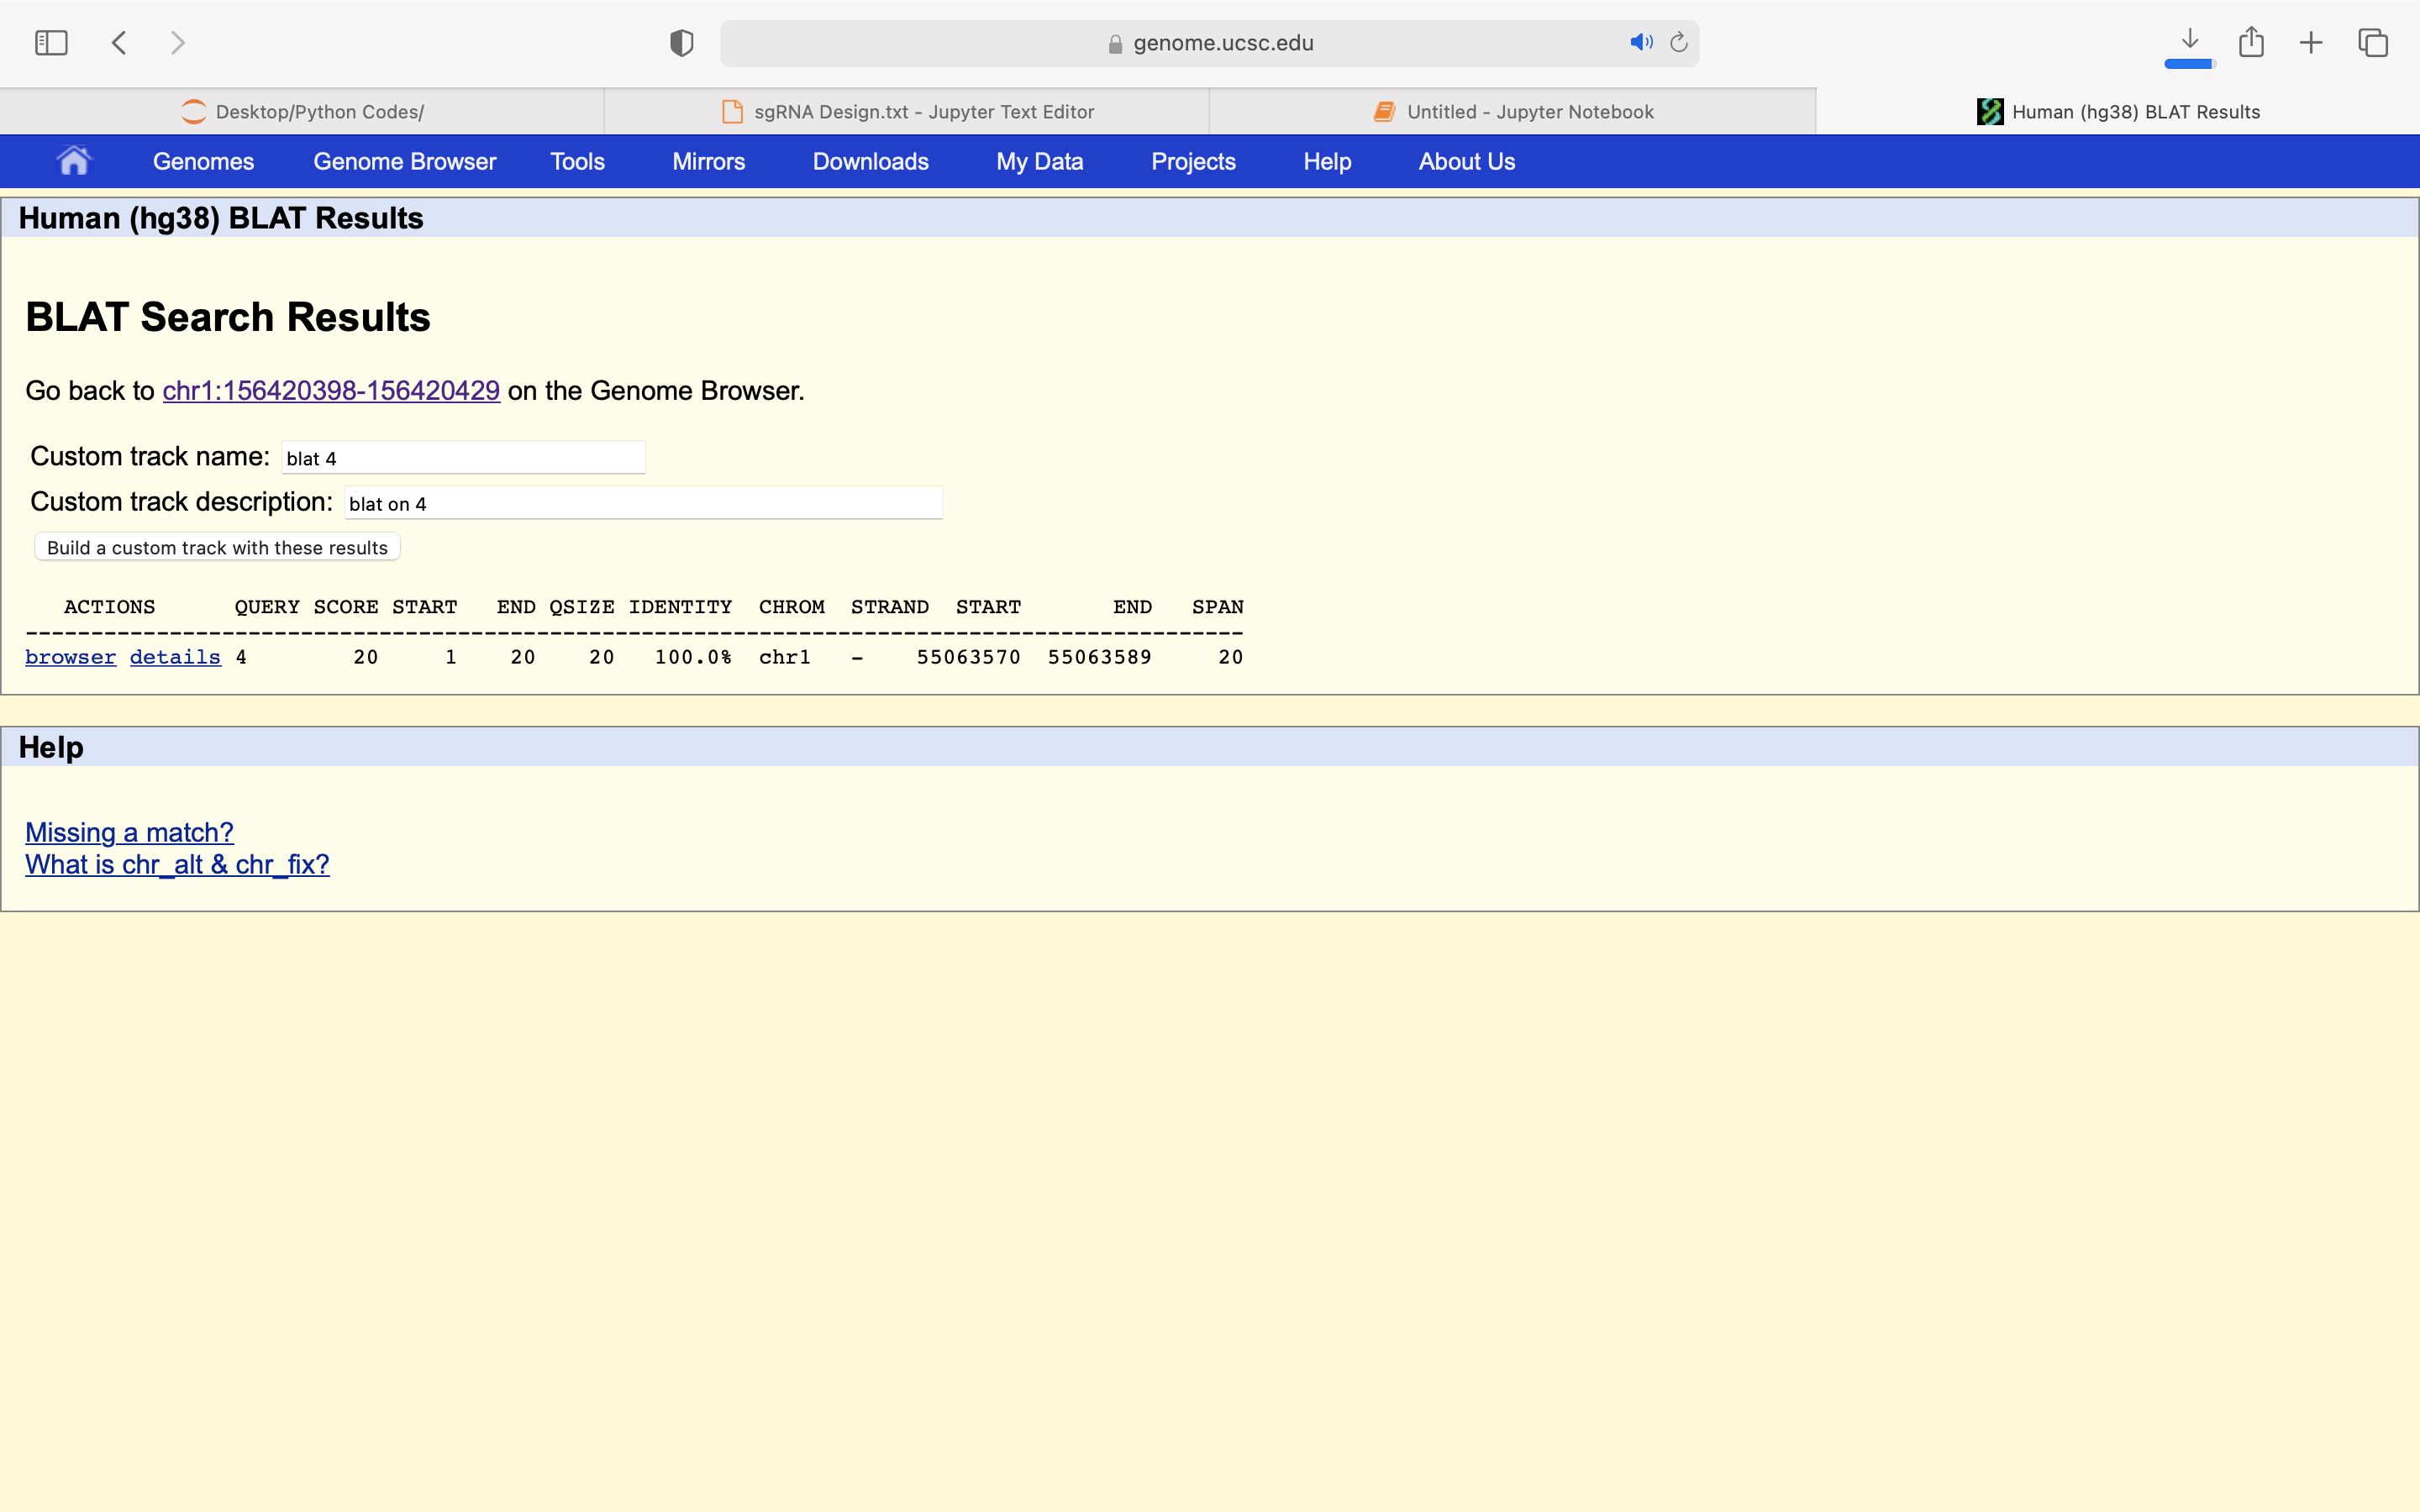 genome.ucsc.edu
Desktop/Python Codes/
sgRNA Design.txt - Jupyter Text Editor
Untitled - Jupyter Notebook
Human (hg38) BLAT Results
Genomes Genome Browser Tools Mirrors Downloads My Data Projects Help About Us
Human (hg38) BLAT Results
BLAT Search Results
Go back to chr1:156420398-156420429 on the Genome Browser.
Custom track name: blat 4
Custom track description: blat on 4
Build a custom track with these results
ACTIONS QUERY SCORE START END QSIZE IDENTITY CHROM STRAND START END SPAN
---------------------------------------------------------------------------------------------
browser details 4 20 1 20 20 100.0% chr1 - 55063570 55063589 20
Help
Missing a match?
What is chr_alt & chr_fix?